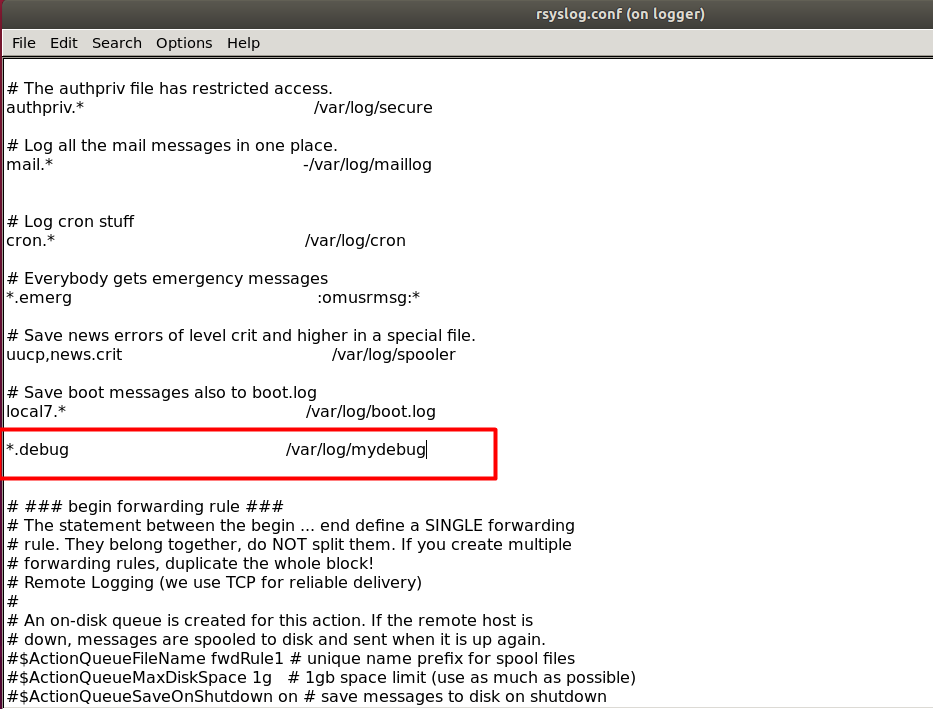 rsyslog.conf (on logger)
File Edit Search Options Help
# The authpriv file has restricted access.
authpriv.* /var/log/secure
# Log all the mail messages in one place.
mail.* -/var/log/maillog
# Log cron stuff
cron.* /var/log/cron
# Everybody gets emergency messages
*.emerg :omusrmsg:*
# Save news errors of level crit and higher in a special file.
uucp,news.crit /var/log/spooler
# Save boot messages also to boot.log
local7.* /var/log/boot.log
*.debug /var/log/mydebug
# ### begin forwarding rule ###
# The statement between the begin ... end define a SINGLE forwarding
# rule. They belong together, do NOT split them. If you create multiple
# forwarding rules, duplicate the whole block!
# Remote Logging (we use TCP for reliable delivery)
#
# An on-disk queue is created for this action. If the remote host is
# down, messages are spooled to disk and sent when it is up again.
#$ActionQueueFileName fwdRule1 # unique name prefix for spool files
#$ActionQueueMaxDiskSpace 1g # 1gb space limit (use as much as possible)
#$ActionQueueSaveOnShutdown on # save messages to disk on shutdown